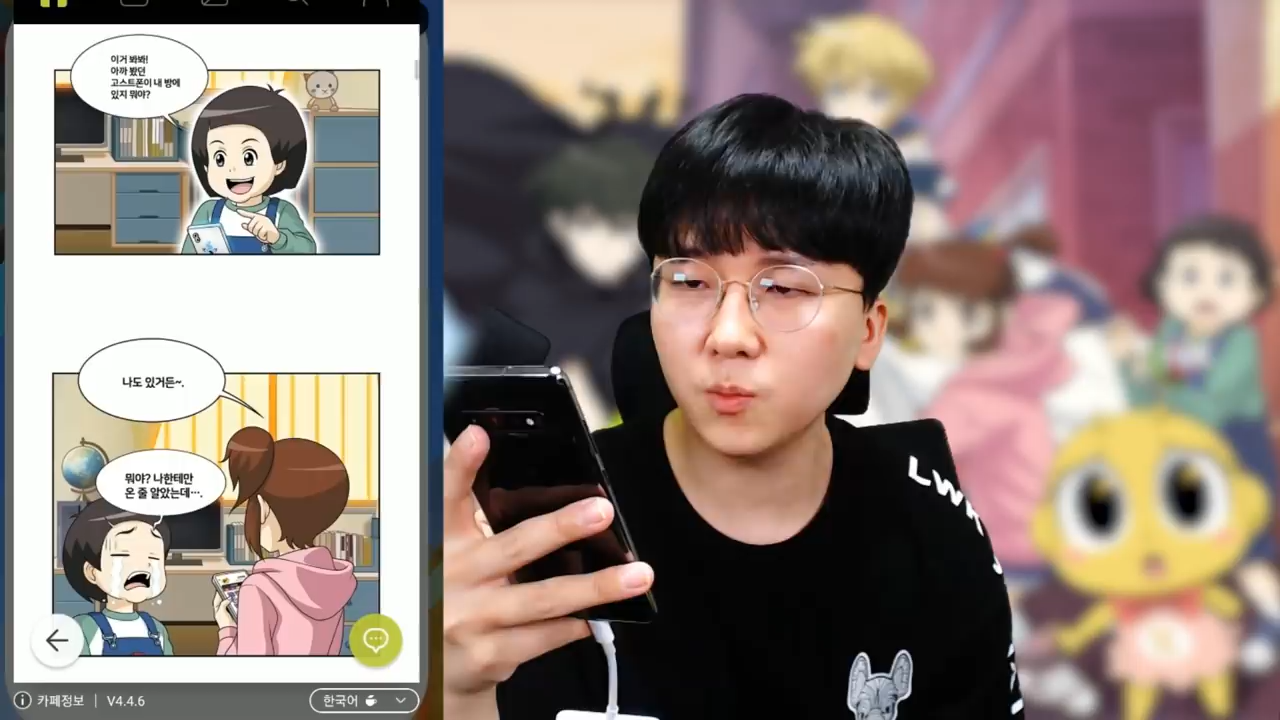 이거 봐봐!
아까 봤던
고스트폰이 내 방에
있지 뭐야?
나도 있거든~.
뭐야? 나한테만
온 줄 알았는데….
카페정보 | V4.4.6
한국어